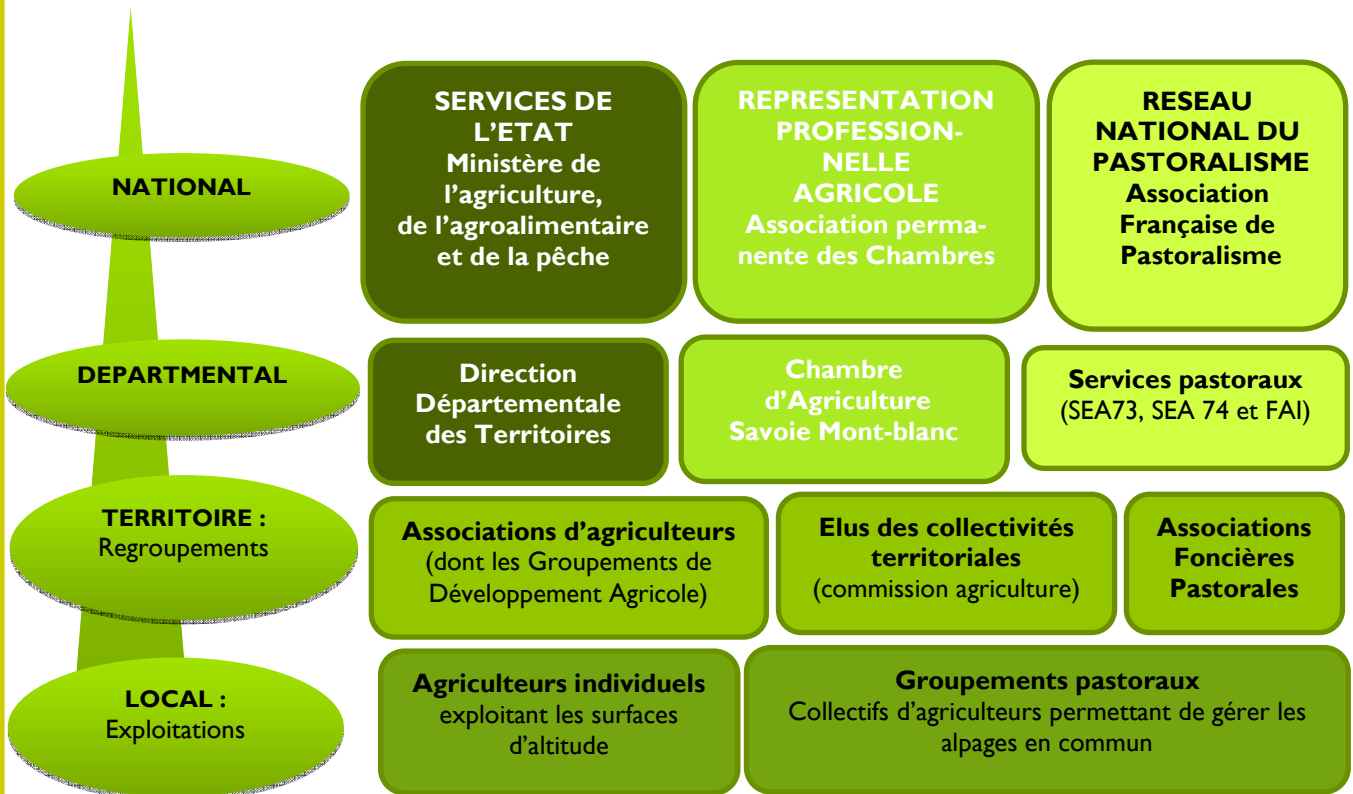 NATIONAL
SERVICES DE
L'ETAT
Ministère de
l'agriculture,
de l'agroalimentaire
et de la pêche
REPRESENTATION
PROFESSION-
NELLE
AGRICOLE
Association perma-
nente des Chambres
RESEAU
NATIONAL DU
PASTORALISME
Association
Française de
Pastoralisme
DEPARTMENTAL
Direction
Départementale
des Territoires
Chambre
d'Agriculture
Savoie Mont-blanc
Services pastoraux
(SEA73, SEA 74 et FAI)
TERRITOIRE :
Regroupements
Associations d'agriculteurs
(dont les Groupements de
Développement Agricole)
Elus des collectivités
territoriales
(commission agriculture)
Associations
Foncières
Pastorales
LOCAL :
Exploitations
Agriculteurs individuels
exploitant les surfaces
d'altitude
Groupements pastoraux
Collectifs d'agriculteurs permettant de gérer les
alpages en commun